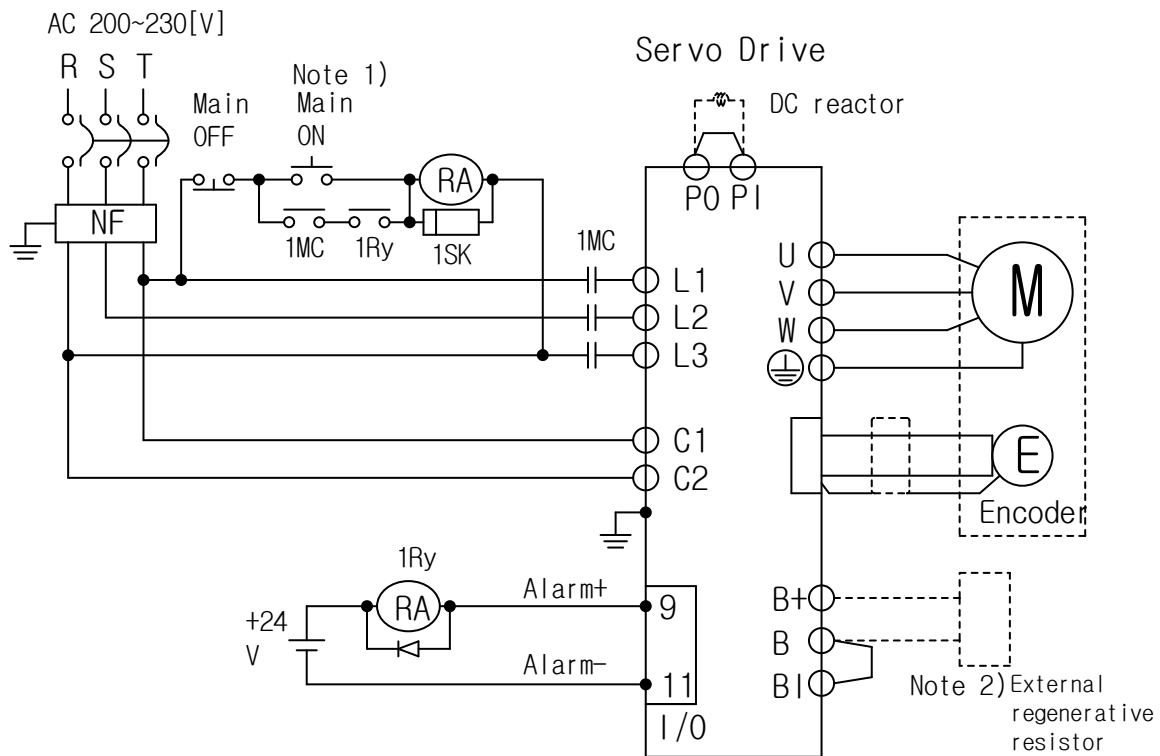 AC 200~230[V]
R S T
Servo Drive
Note 1)
Main
OFF
Main
ON
DC reactor
RA
PO PI
NF
1MC 1Ry 1SK
1MC
L1
L2
L3
C1
C2
U
V
W
M
E
Encoder
1Ry
RA
+24
V
Alarm+
Alarm-
9
11
I/O
B+
B
BI
Note 2) External
regenerative
resistor